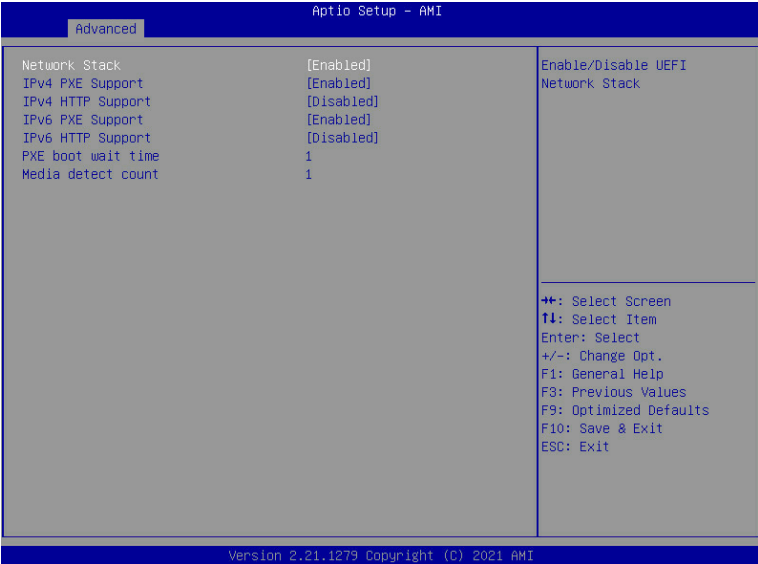 Aptio Setup – AMI
Advanced
Network Stack [Enabled]
IPv4 PXE Support [Enabled]
IPv4 HTTP Support [Disabled]
IPv6 PXE Support [Enabled]
IPv6 HTTP Support [Disabled]
PXE boot wait time 1
Media detect count 1
Enable/Disable UEFI
Network Stack
→←: Select Screen
↑↓: Select Item
Enter: Select
+/-: Change Opt.
F1: General Help
F3: Previous Values
F9: Optimized Defaults
F10: Save & Exit
ESC: Exit
Version 2.21.1279 Copyright (C) 2021 AMI